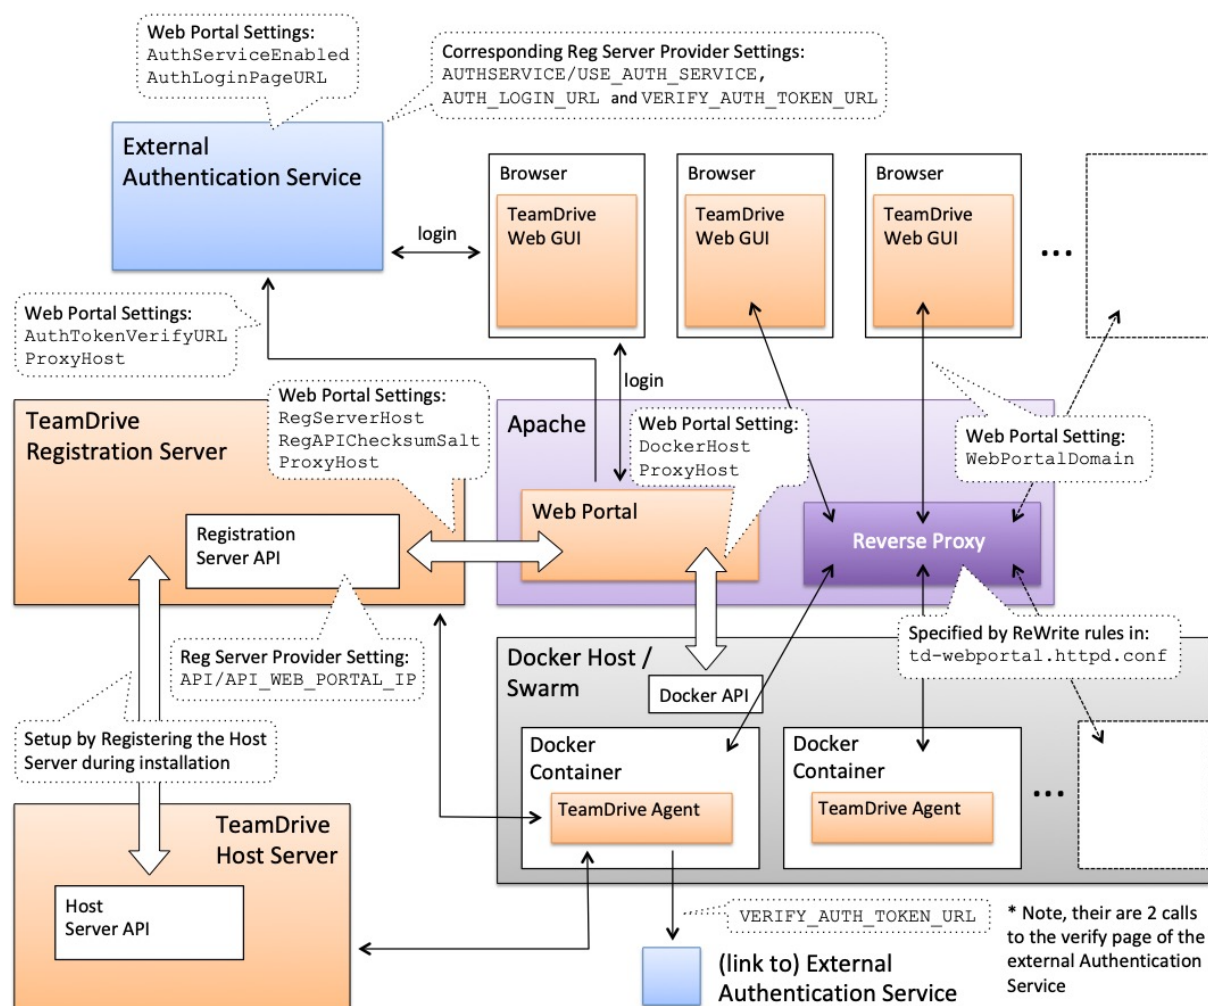 Web Portal Settings:
AuthServiceEnabled
AuthLoginPageURL
Corresponding Reg Server Provider Settings:
AUTHSERVICE/USE_AUTH_SERVICE,
AUTH_LOGIN_URL and VERIFY_AUTH_TOKEN_URL
External
Authentication Service
Browser
TeamDrive
Web GUI
Browser
TeamDrive
Web GUI
Browser
TeamDrive
Web GUI
...
login
Web Portal Settings:
AuthTokenVerifyURL
ProxyHost
login
TeamDrive
Registration Server
Web Portal Settings:
RegServerHost
RegAPIChecksumSalt
ProxyHost
Apache
Web Portal Setting:
DockerHost
ProxyHost
Web Portal Setting:
WebPortalDomain
Registration
Server API
Web Portal
Reverse Proxy
Reg Server Provider Setting:
API/API_WEB_PORTAL_IP
Specified by ReWrite rules in:
td-webportal.httpd.conf
Docker Host /
Swarm
Docker API
Setup by Registering the Host
Server during installation
Docker
Container
TeamDrive Agent
Docker
Container
TeamDrive Agent
...
TeamDrive
Host Server
Host
Server API
VERIFY_AUTH_TOKEN_URL
(link to) External
Authentication Service
* Note, their are 2 calls
to the verify page of the
external Authentication
Service